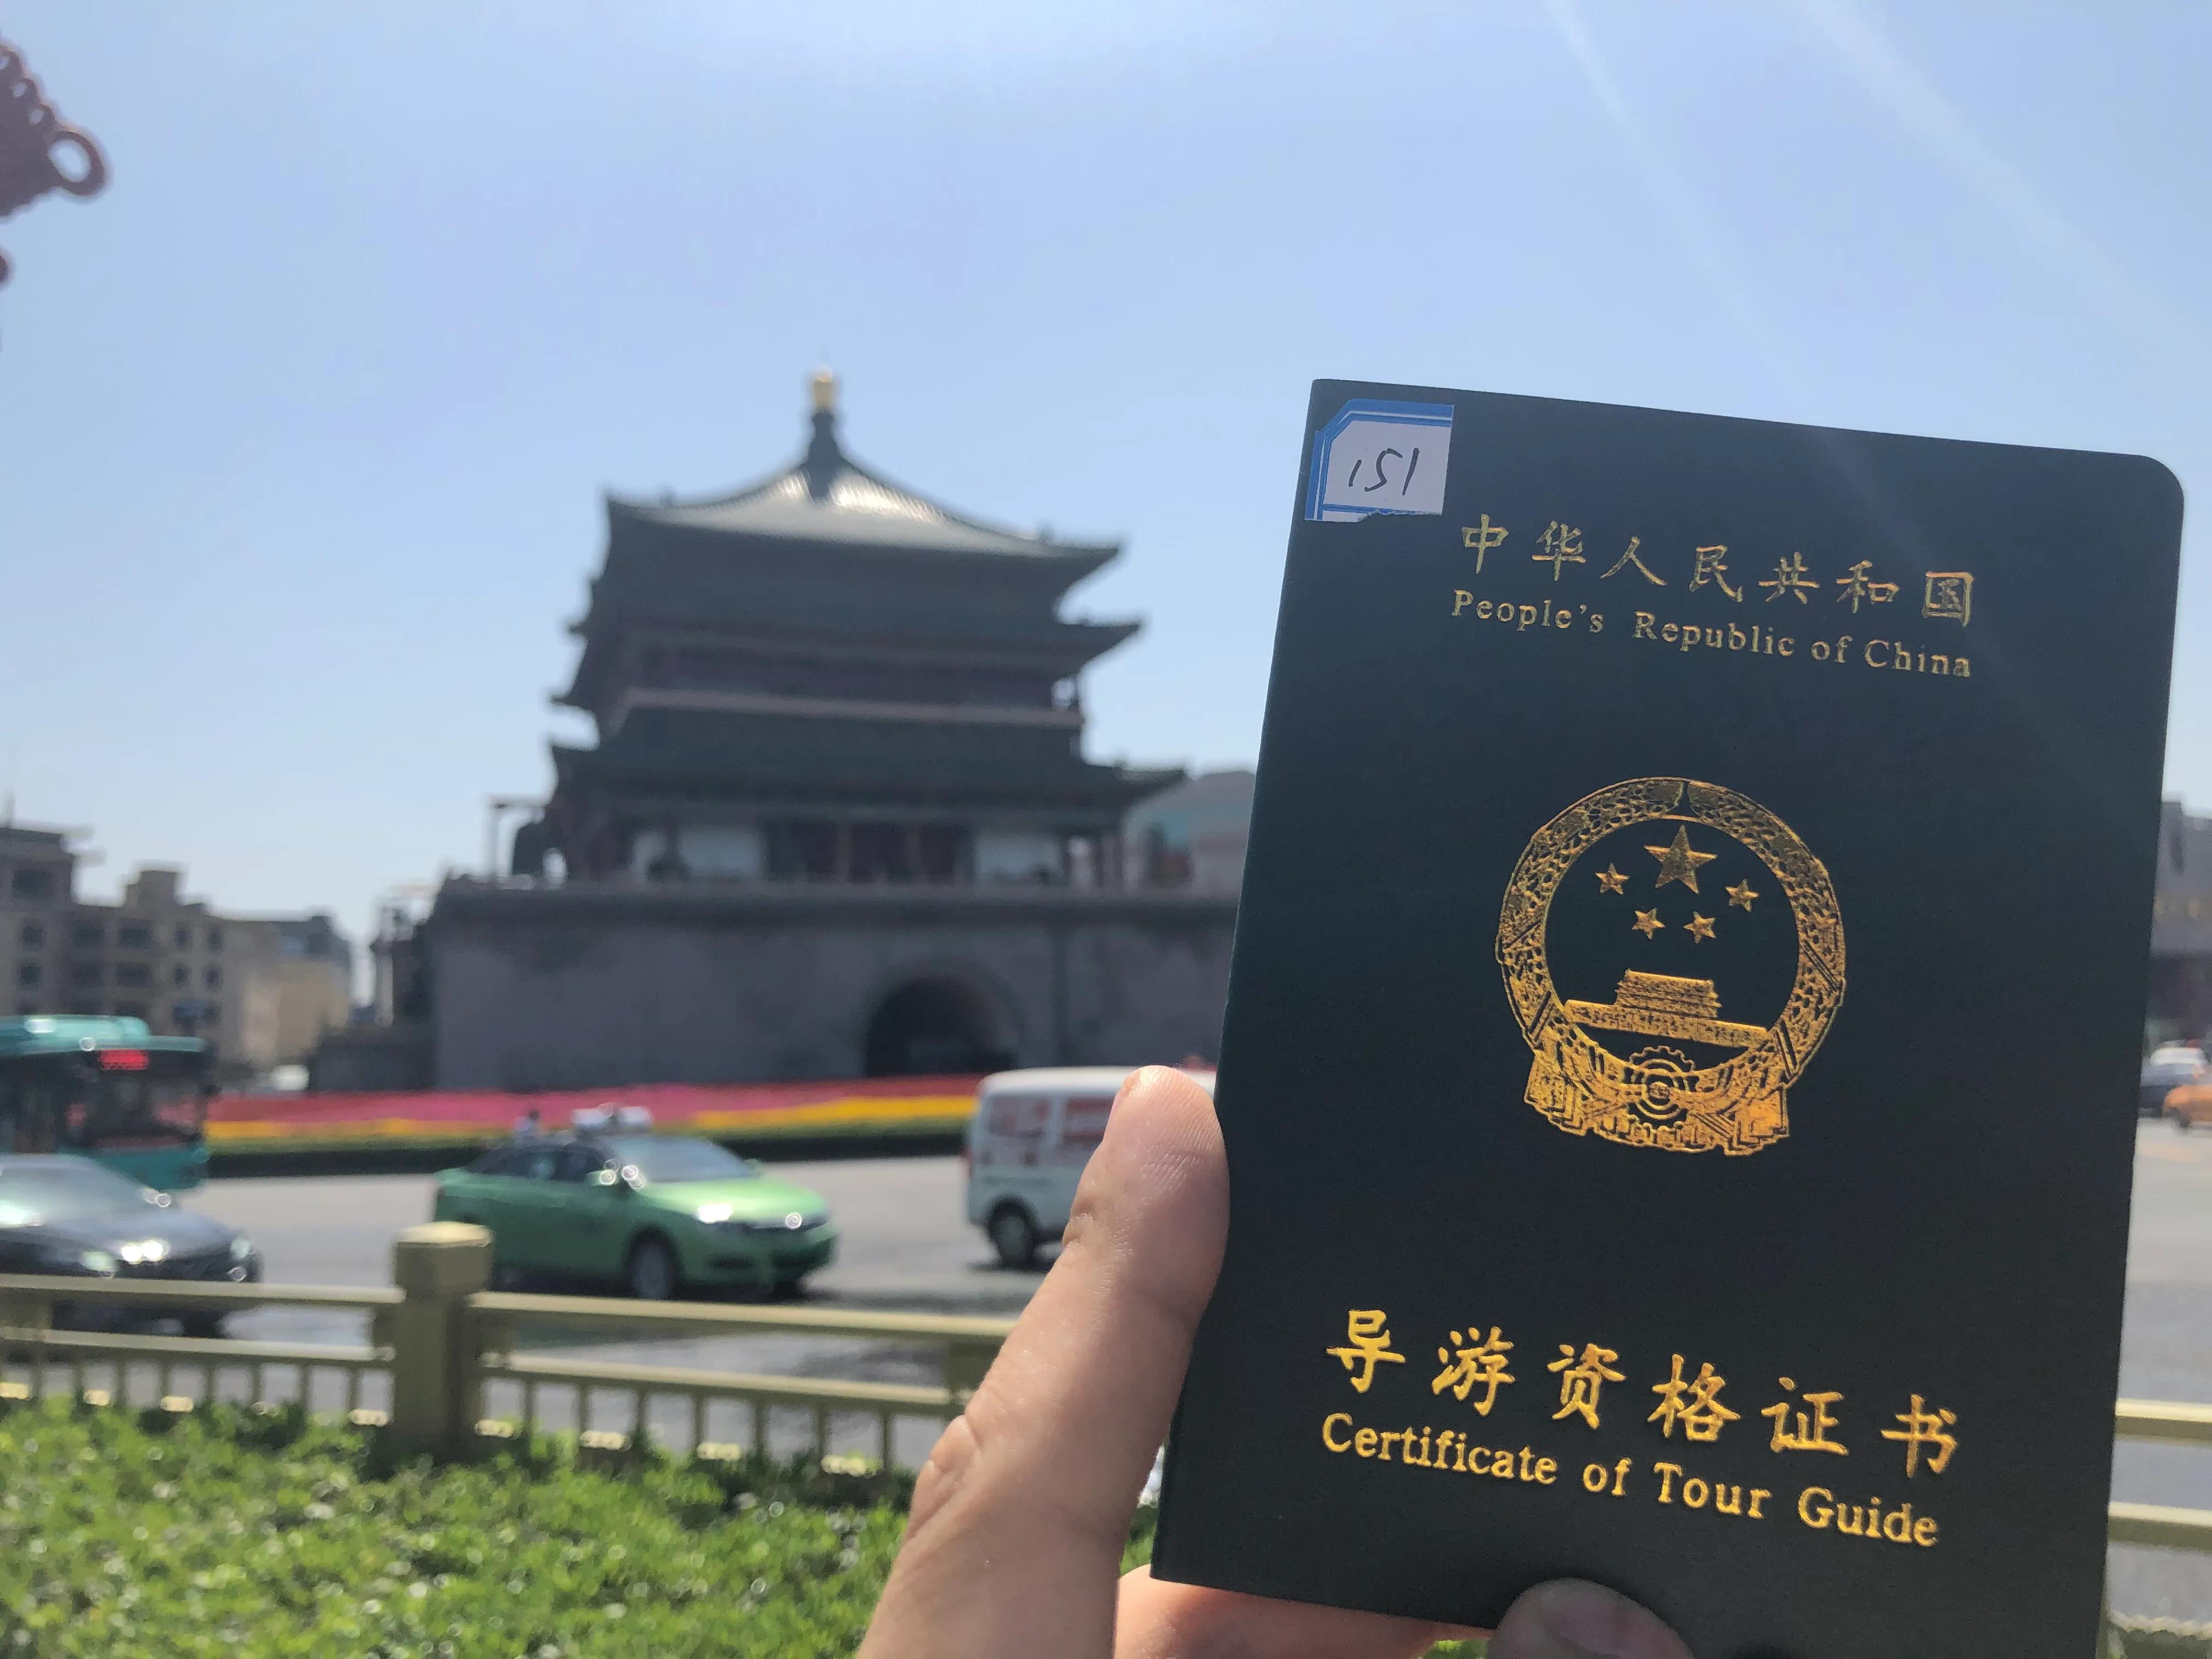 151
中华人民共和国
People's Republic of China
导游资格证书
Certificate of Tour Guide